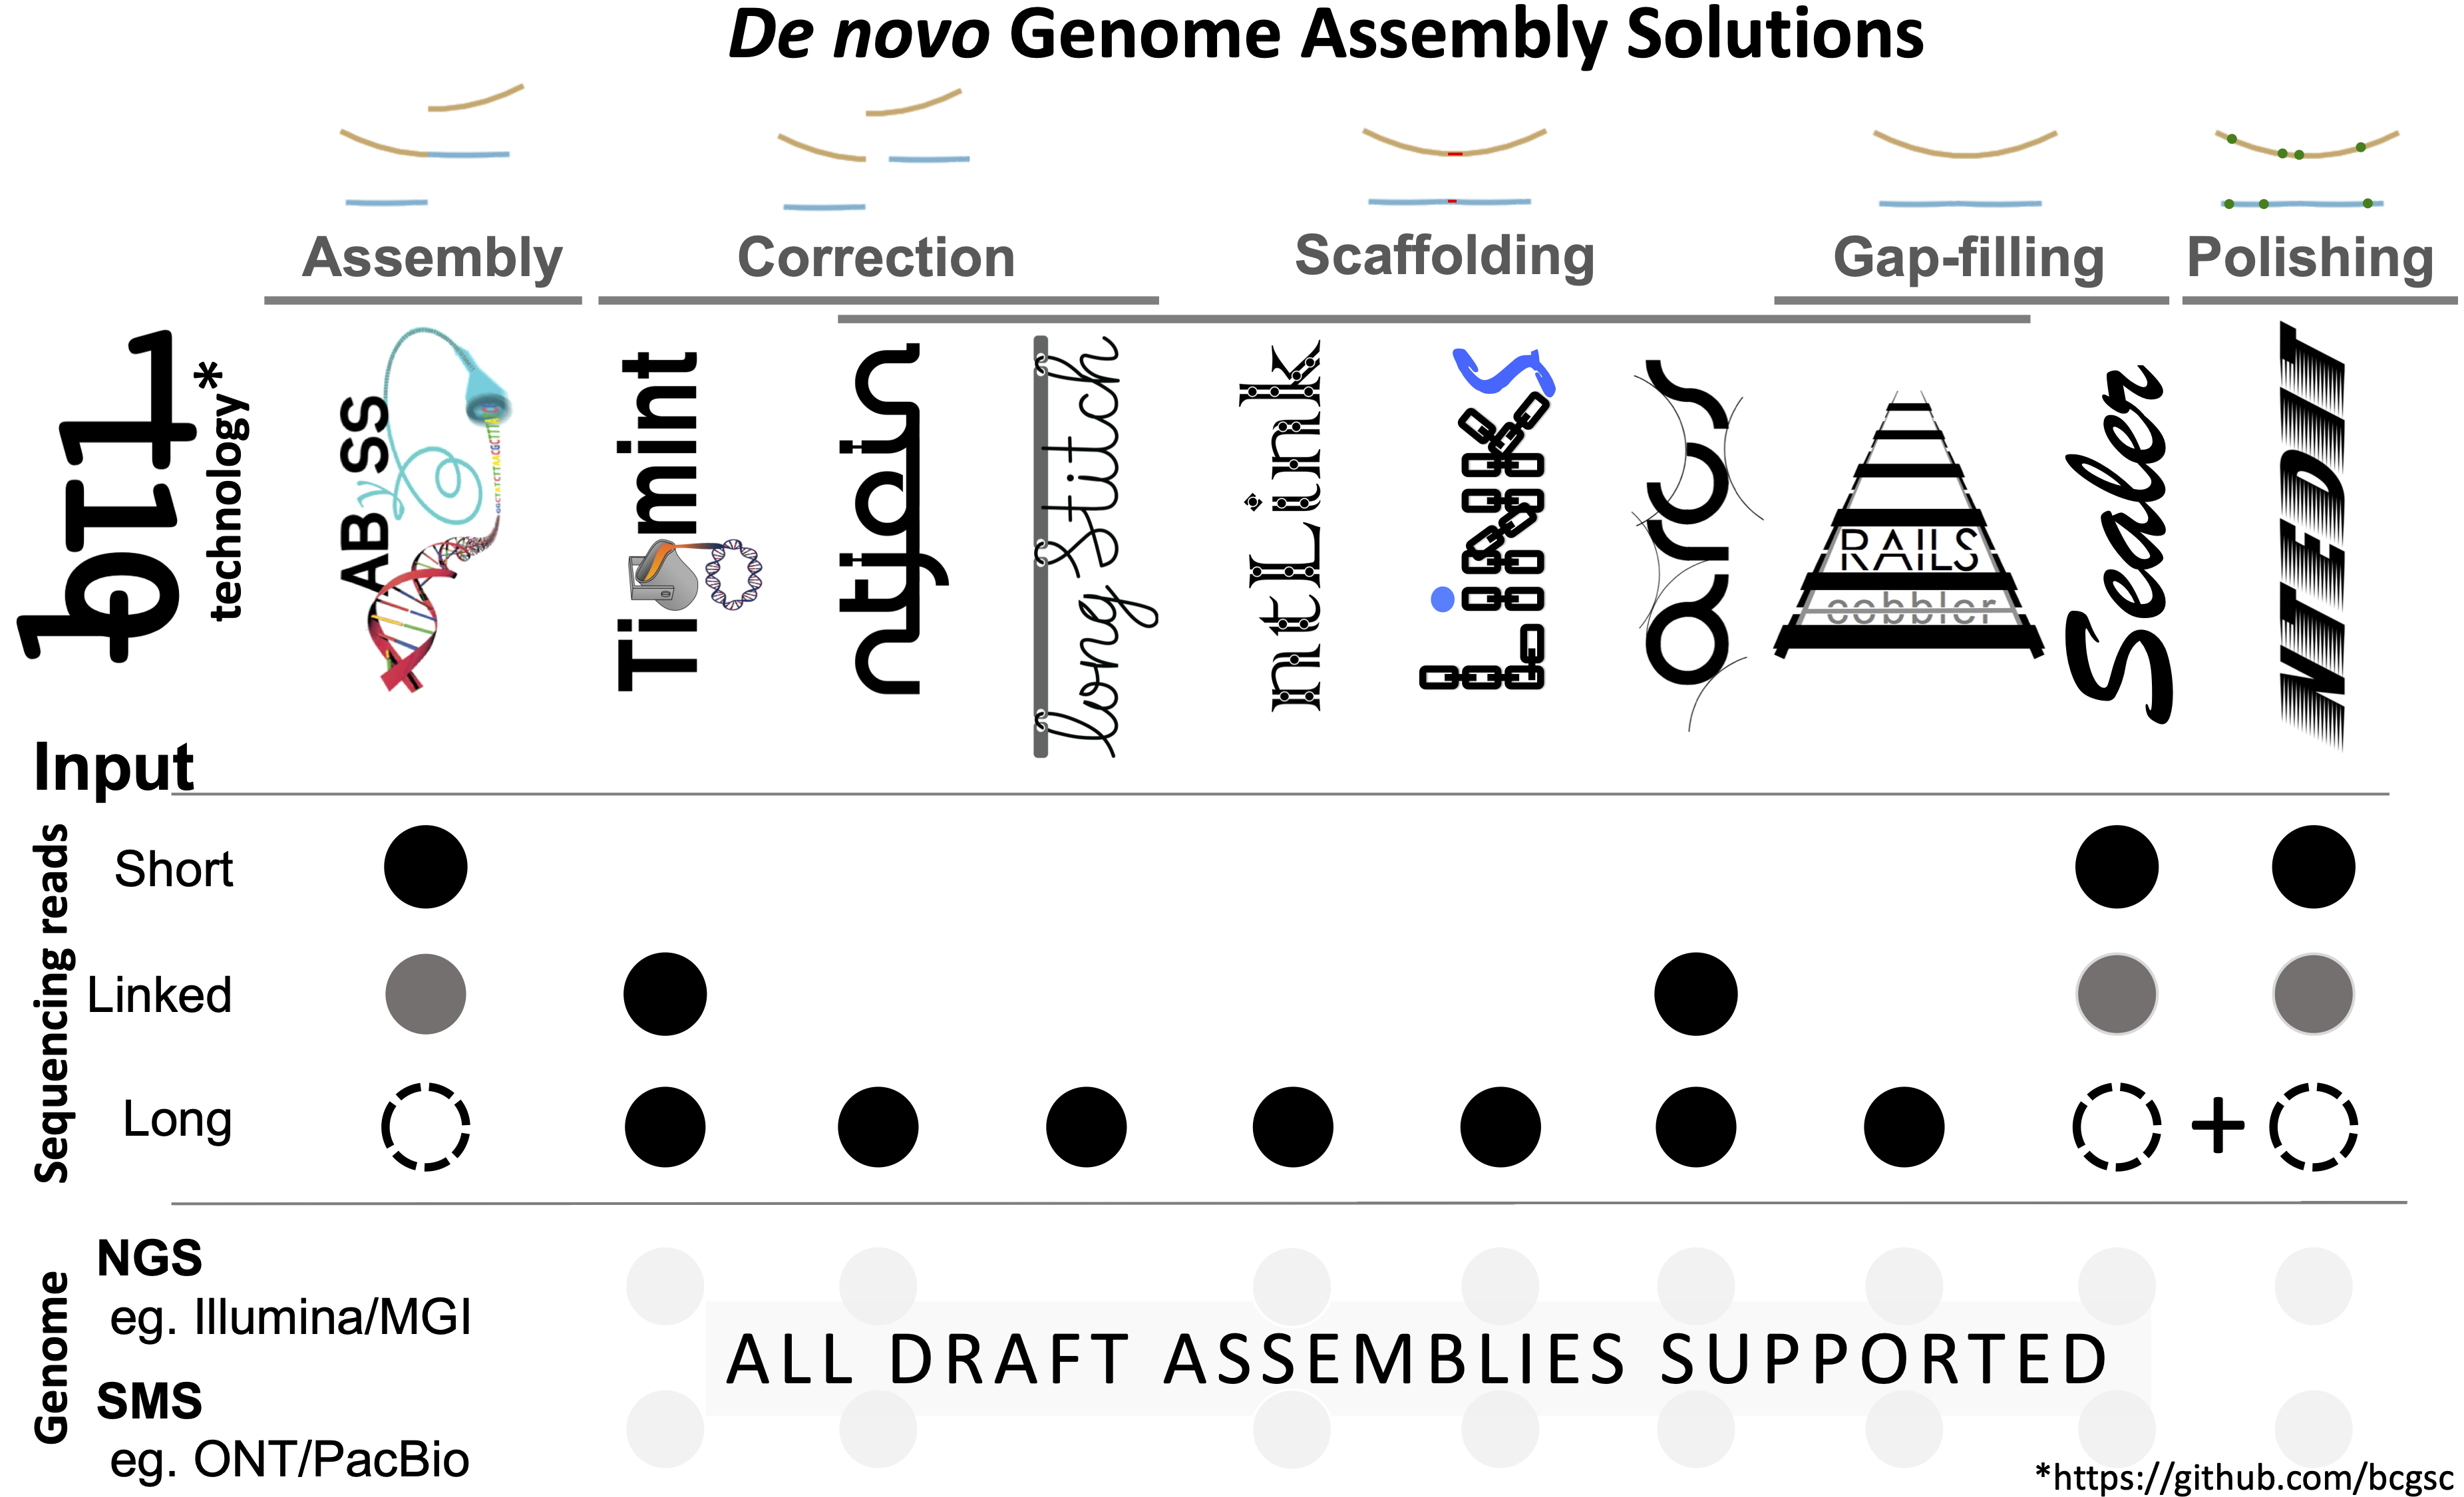 De novo Genome Assembly Solutions
Assembly
Correction
Scaffolding
Gap-filling
Polishing
btl
technology*
ABySS
Tigmint
ntJoin
longStitch
ntLink
LINKS
arcs
RAILS
cobbler
Sealer
NTEDIT
Input
Sequencing reads
Short
Linked
Long
+
Genome
NGS
eg. Illumina/MGI
ALL DRAFT ASSEMBLIES SUPPORTED
SMS
eg. ONT/PacBio
*https://github.com/bcgsc